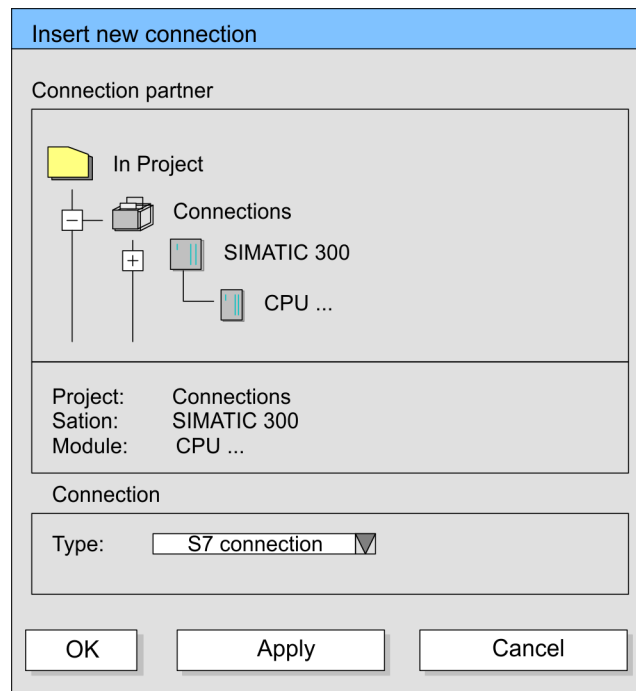 Insert new connection
Connection partner
In Project
Connections
SIMATIC 300
CPU ...
Project: Connections
Sation: SIMATIC 300
Module: CPU ...
Connection
Type: S7 connection
OK Apply Cancel